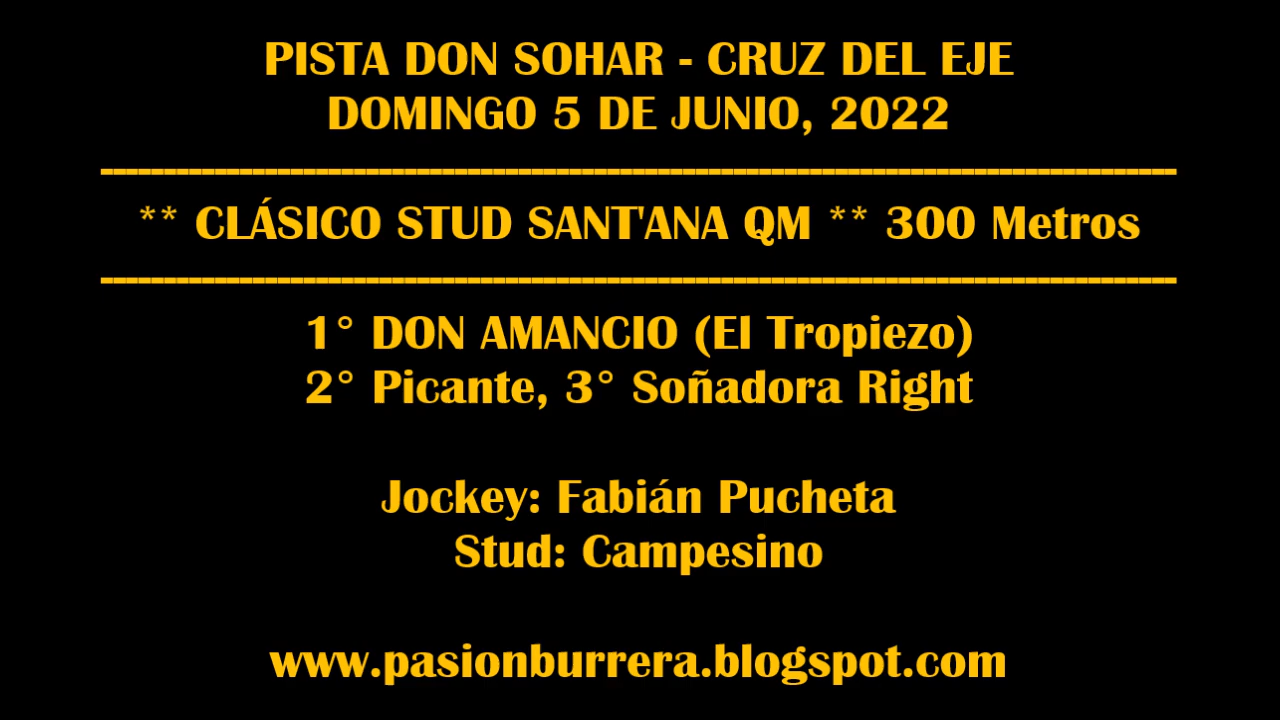 PISTA DON SOHAR - CRUZ DEL EJE
DOMINGO 5 DE JUNIO, 2022
** CLÁSICO STUD SANT'ANA QM ** 300 Metros
1° DON AMANCIO (El Tropiezo)
2° Picante, 3° Soñadora Right
Jockey: Fabián Pucheta
Stud: Campesino
www.pasionburrera.blogspot.com